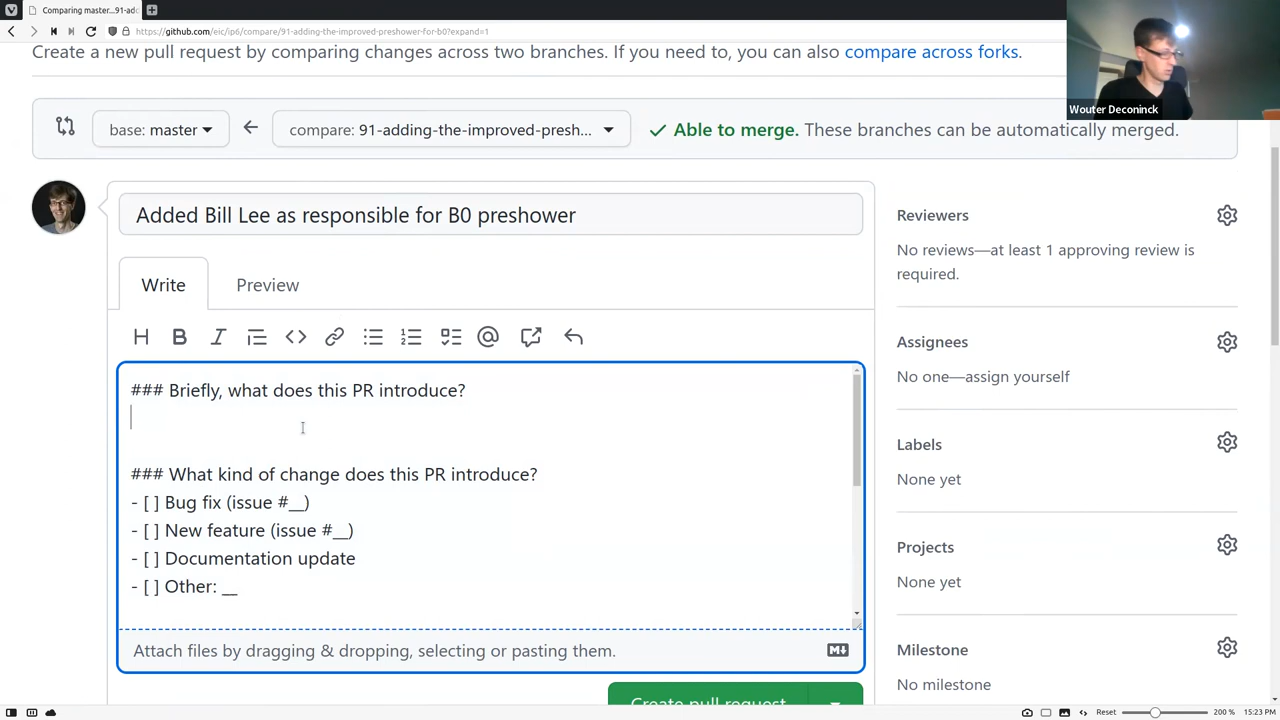 Comparing master...91-adc
https://github.com/eic/ip6/compare/91-adding-the-improved-preshower-for-b0?expand=1
Create a new pull request by comparing changes across two branches. If you need to, you can also compare across forks.
Wouter Deconinck
base: master
compare: 91-adding-the-improved-presh...
Able to merge. These branches can be automatically merged.
Added Bill Lee as responsible for B0 preshower
Write
Preview
### Briefly, what does this PR introduce?
### What kind of change does this PR introduce?
- [ ] Bug fix (issue #__)
- [ ] New feature (issue #__)
- [ ] Documentation update
- [ ] Other: __
Attach files by dragging & dropping, selecting or pasting them.
Create pull request
Reviewers
No reviews—at least 1 approving review is
required.
Assignees
No one—assign yourself
Labels
None yet
Projects
None yet
Milestone
No milestone
Reset
200 %
15:23 PM